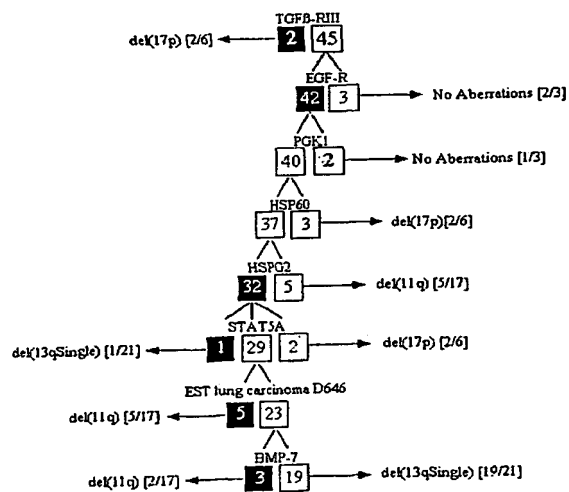 TGFB-RIII
del(17p) [2/6] 2 45
EGF-R
42 3 No Aberrations [2/3]
PGK1
40 2 No Aberrations [1/3]
HSP60
37 3 del(17p)[2/6]
HSPG2
32 5 del(11q) [5/17]
STAT5A
del(13qSingle) [1/21] 1 29 2 del(17p) [2/6]
EST lung carcinoma D646
del(11q) [5/17] 5 23
BMP-7
del(11q) [2/17] 3 19 del(13qSingle) [19/21]